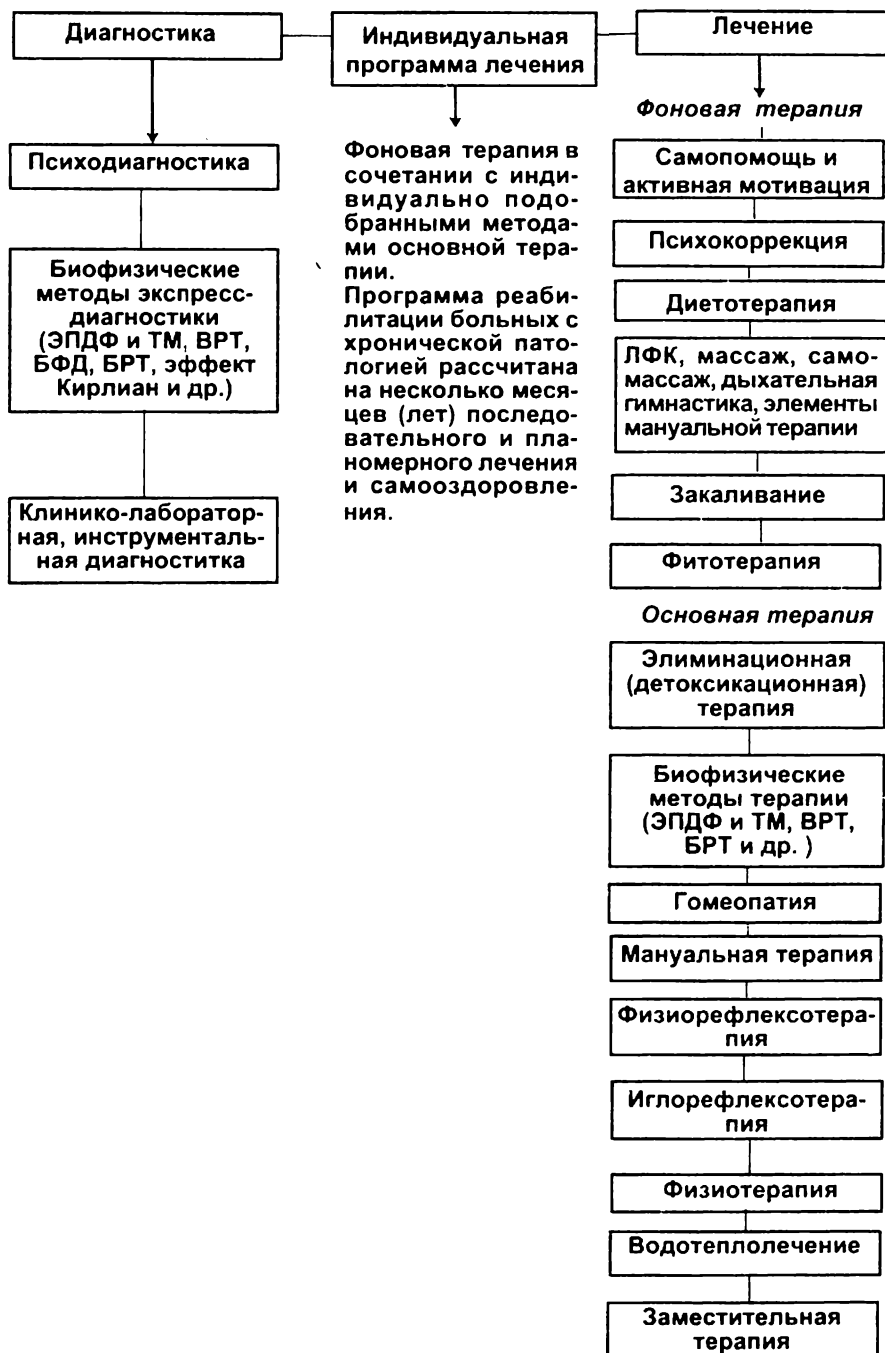 Диагностика
Индивидуальная
программа лечения
Лечение
Психодиагностика
Биофизические
методы экспресс-
диагностики
(ЭПДФ и ТМ, ВРТ,
БФД, БРТ, эффект
Кирлиан и др.)
Клинико-лаборатор-
ная, инструменталь-
ная диагноститка
Фоновая терапия в
сочетании с инди-
видуально подо-
бранными метода-
ми основной тера-
пии.
Программа реаби-
литации больных с
хронической пато-
логией рассчитана
на несколько меся-
цев (лет) последо-
вательного и пла-
номерного лечения
и самооздоровле-
ния.
Фоновая терапия
Самопомощь и
активная мотивация
Психокоррекция
Диетотерапия
ЛФК, массаж, само-
массаж, дыхательная
гимнастика, элементы
мануальной терапии
Закаливание
Фитотерапия
Основная терапия
Элиминационная
(детоксикационная)
терапия
Биофизические
методы терапии
(ЭПДФ и ТМ, ВРТ,
БРТ и др. )
Гомеопатия
Мануальная терапия
Физиорефлексотера-
пия
Иглорефлексотера-
пия
Физиотерапия
Водотеплолечение
Заместительная
терапия